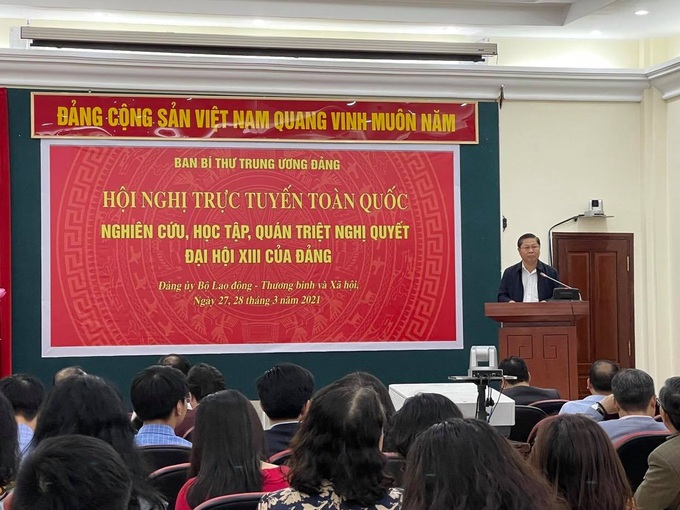 ĐẢNG CỘNG SẢN VIỆT NAM QUANG VINH MUÔN NĂM
BAN BÍ THƯ TRUNG ƯƠNG ĐẢNG
HỘI NGHỊ TRỰC TUYẾN TOÀN QUỐC
NGHIÊN CỨU, HỌC TẬP, QUÁN TRIỆT NGHỊ QUYẾT
ĐẠI HỘI XIII CỦA ĐẢNG
Đảng ủy Bộ Lao động - Thương binh và Xã hội,
Ngày 27, 28 tháng 3 năm 2021